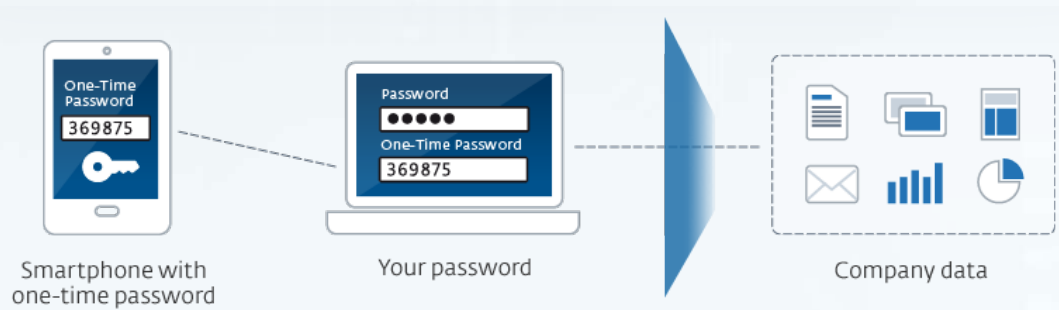 One-Time
Password
369875
Smartphone with
one-time password
Password
●●●●●
One-Time Password
369875
Your password
Company data